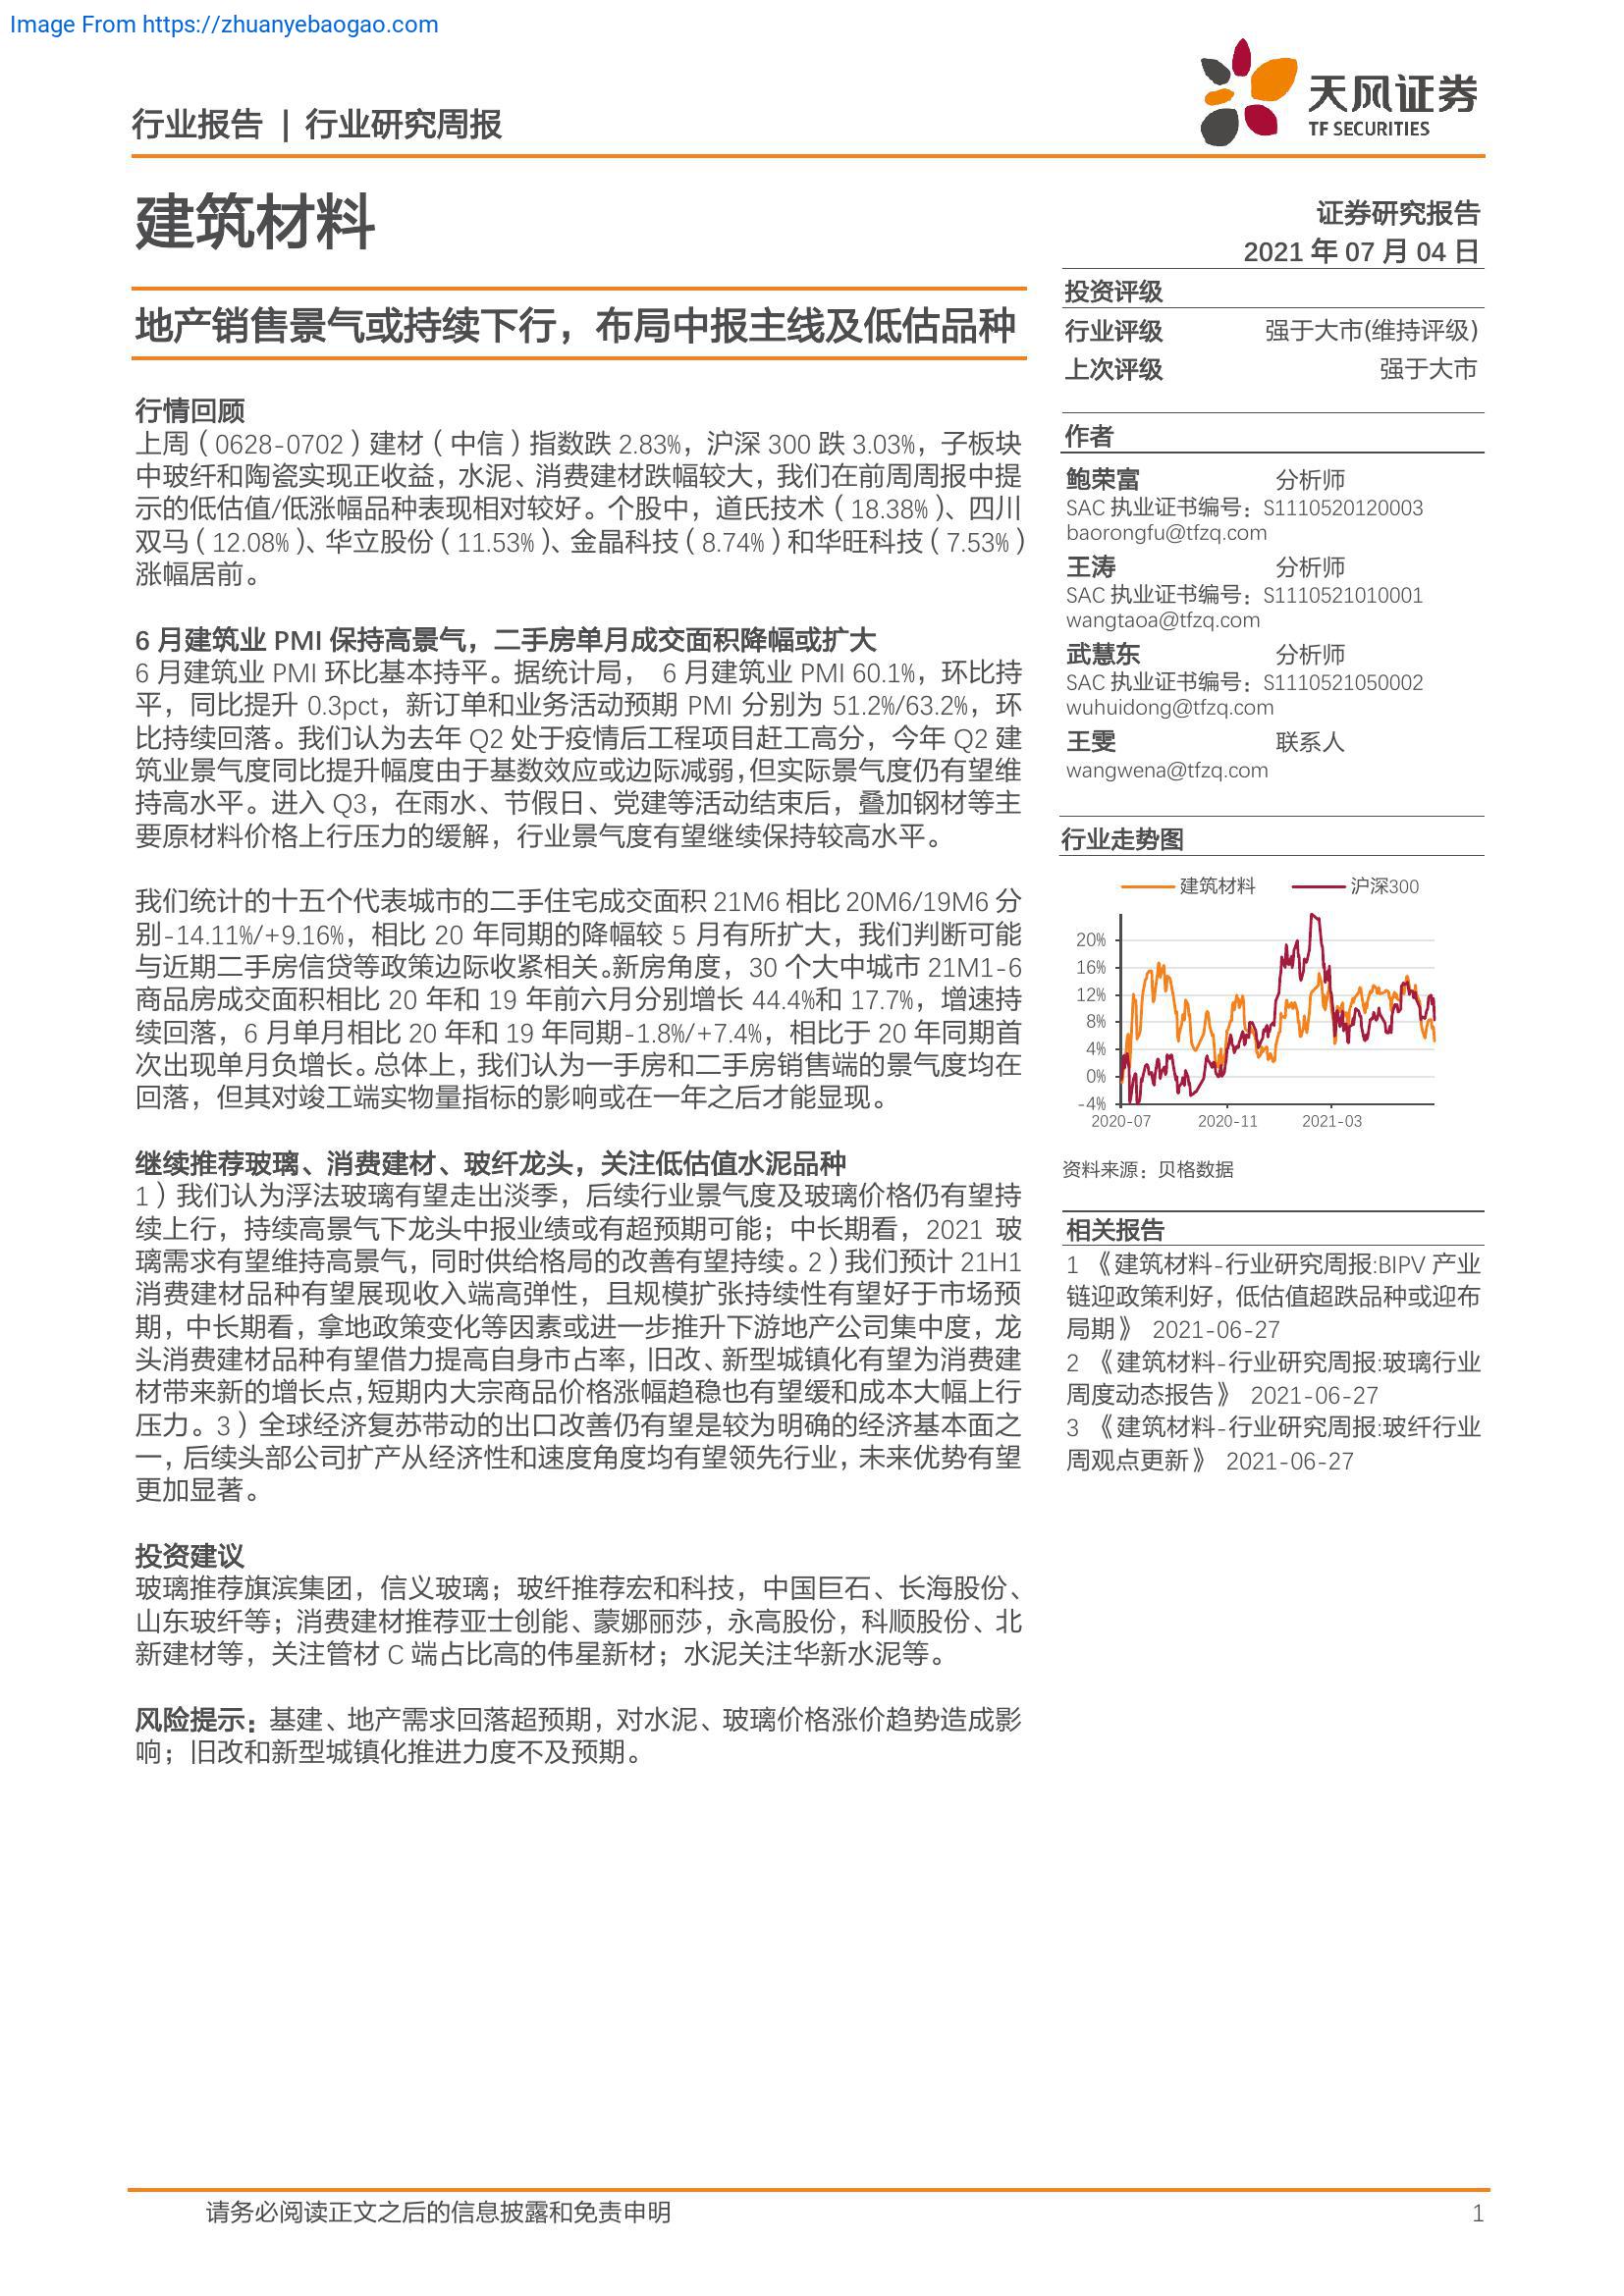 Image From https://zhuanyebaogao.com
行业报告 | 行业研究周报
天风证券
TF SECURITIES
建筑材料
证券研究报告
2021 年 07 月 04 日
地产销售景气或持续下行，布局中报主线及低估品种
行情回顾
上周（0628-0702）建材（中信）指数跌 2.83%，沪深 300 跌 3.03%，子板块
中玻纤和陶瓷实现正收益，水泥、消费建材跌幅较大，我们在前周周报中提
示的低估值/低涨幅品种表现相对较好。个股中，道氏技术（18.38%）、四川
双马（12.08%）、华立股份（11.53%）、金晶科技（8.74%）和华旺科技（7.53%）
涨幅居前。
6 月建筑业 PMI 保持高景气，二手房单月成交面积降幅或扩大
6 月建筑业 PMI 环比基本持平。据统计局， 6 月建筑业 PMI 60.1%，环比持
平，同比提升 0.3pct，新订单和业务活动预期 PMI 分别为 51.2%/63.2%，环
比持续回落。我们认为去年 Q2 处于疫情后工程项目赶工高分，今年 Q2 建
筑业景气度同比提升幅度由于基数效应或边际减弱，但实际景气度仍有望维
持高水平。进入 Q3，在雨水、节假日、党建等活动结束后，叠加钢材等主
要原材料价格上行压力的缓解，行业景气度有望继续保持较高水平。
我们统计的十五个代表城市的二手住宅成交面积 21M6 相比 20M6/19M6 分
别-14.11%/+9.16%，相比 20 年同期的降幅较 5 月有所扩大，我们判断可能
与近期二手房信贷等政策边际收紧相关。新房角度，30 个大中城市 21M1-6
商品房成交面积相比 20 年和 19 年前六月分别增长 44.4%和 17.7%，增速持
续回落，6 月单月相比 20 年和 19 年同期-1.8%/+7.4%，相比于 20 年同期首
次出现单月负增长。总体上，我们认为一手房和二手房销售端的景气度均在
回落，但其对竣工端实物量指标的影响或在一年之后才能显现。
继续推荐玻璃、消费建材、玻纤龙头，关注低估值水泥品种
1）我们认为浮法玻璃有望走出淡季，后续行业景气度及玻璃价格仍有望持
续上行，持续高景气下龙头中报业绩或有超预期可能；中长期看，2021 玻
璃需求有望维持高景气，同时供给格局的改善有望持续。2）我们预计 21H1
消费建材品种有望展现收入端高弹性，且规模扩张持续性有望好于市场预
期，中长期看，拿地政策变化等因素或进一步推升下游地产公司集中度，龙
头消费建材品种有望借力提高自身市占率，旧改、新型城镇化有望为消费建
材带来新的增长点，短期内大宗商品价格涨幅趋稳也有望缓和成本大幅上行
压力。3）全球经济复苏带动的出口改善仍有望是较为明确的经济基本面之
一，后续头部公司扩产从经济性和速度角度均有望领先行业，未来优势有望
更加显著。
投资建议
玻璃推荐旗滨集团，信义玻璃；玻纤推荐宏和科技，中国巨石、长海股份、
山东玻纤等；消费建材推荐亚士创能、蒙娜丽莎，永高股份，科顺股份、北
新建材等，关注管材 C 端占比高的伟星新材；水泥关注华新水泥等。
风险提示：基建、地产需求回落超预期，对水泥、玻璃价格涨价趋势造成影
响；旧改和新型城镇化推进力度不及预期。
投资评级
行业评级 强于大市(维持评级)
上次评级 强于大市
作者
鲍荣富 分析师
SAC 执业证书编号：S1110520120003
baorongfu@tfzq.com
王涛 分析师
SAC 执业证书编号：S1110521010001
wangtaoa@tfzq.com
武慧东 分析师
SAC 执业证书编号：S1110521050002
wuhuidong@tfzq.com
王雯 联系人
wangwena@tfzq.com
行业走势图
建筑材料 沪深300
20%
16%
12%
8%
4%
0%
-4%
2020-07 2020-11 2021-03
资料来源：贝格数据
相关报告
1 《建筑材料-行业研究周报:BIPV 产业
链迎政策利好，低估值超跌品种或迎布
局期》 2021-06-27
2 《建筑材料-行业研究周报:玻璃行业
周度动态报告》 2021-06-27
3 《建筑材料-行业研究周报:玻纤行业
周观点更新》 2021-06-27
请务必阅读正文之后的信息披露和免责申明 1